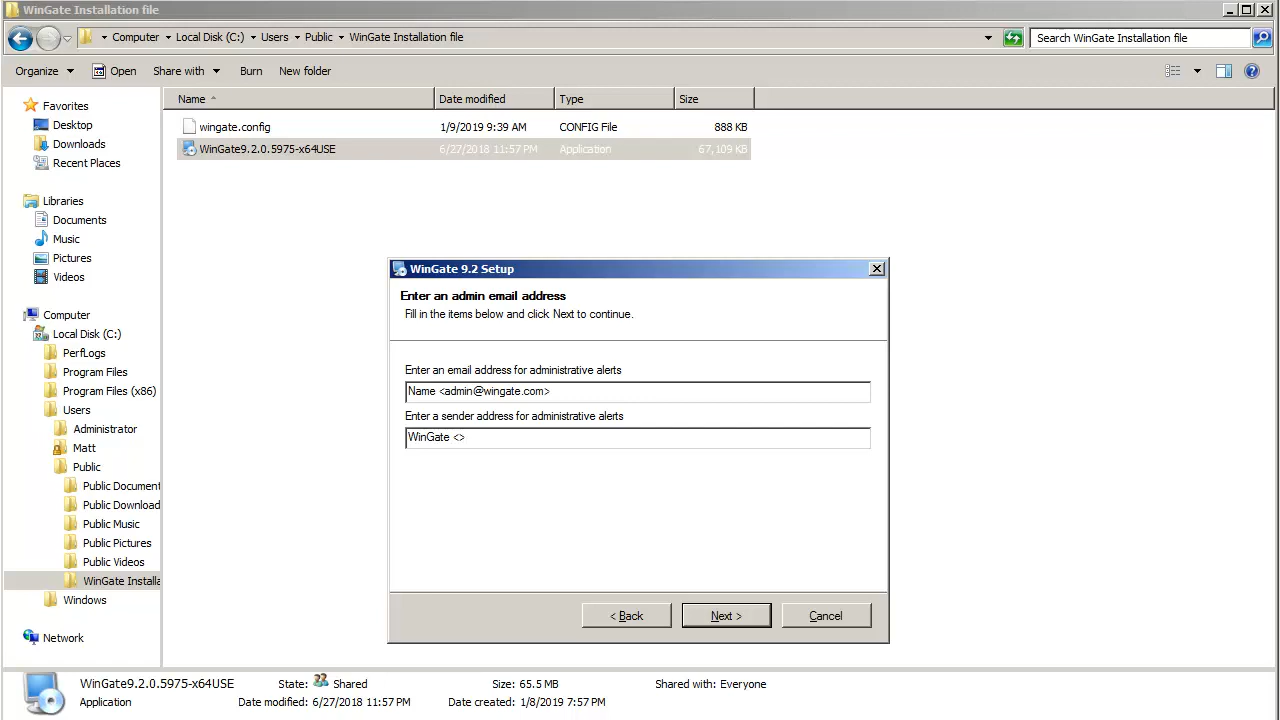 WinGate Installation file
Computer Local Disk (C:) Users Public WinGate Installation file
Search WinGate Installation file
Organize Open Share with Burn New folder
Name Date modified Type Size
wingate.config 1/9/2019 9:39 AM CONFIG File 888 KB
WinGate9.2.0.5975-x64USE 6/27/2018 11:57 PM Application 67,109 KB
Favorites
Desktop
Downloads
Recent Places
Libraries
Documents
Music
Pictures
Videos
Computer
Local Disk (C:)
PerfLogs
Program Files
Program Files (x86)
Users
Administrator
Matt
Public
Public Document
Public Download
Public Music
Public Pictures
Public Videos
WinGate Installa
Windows
Network
WinGate 9.2 Setup
Enter an admin email address
Fill in the items below and click Next to continue.
Enter an email address for administrative alerts
Name <admin@wingate.com>
Enter a sender address for administrative alerts
WinGate <>
< Back Next > Cancel
WinGate9.2.0.5975-x64USE State: Shared Size: 65.5 MB Shared with: Everyone
Application Date modified: 6/27/2018 11:57 PM Date created: 1/8/2019 7:57 PM